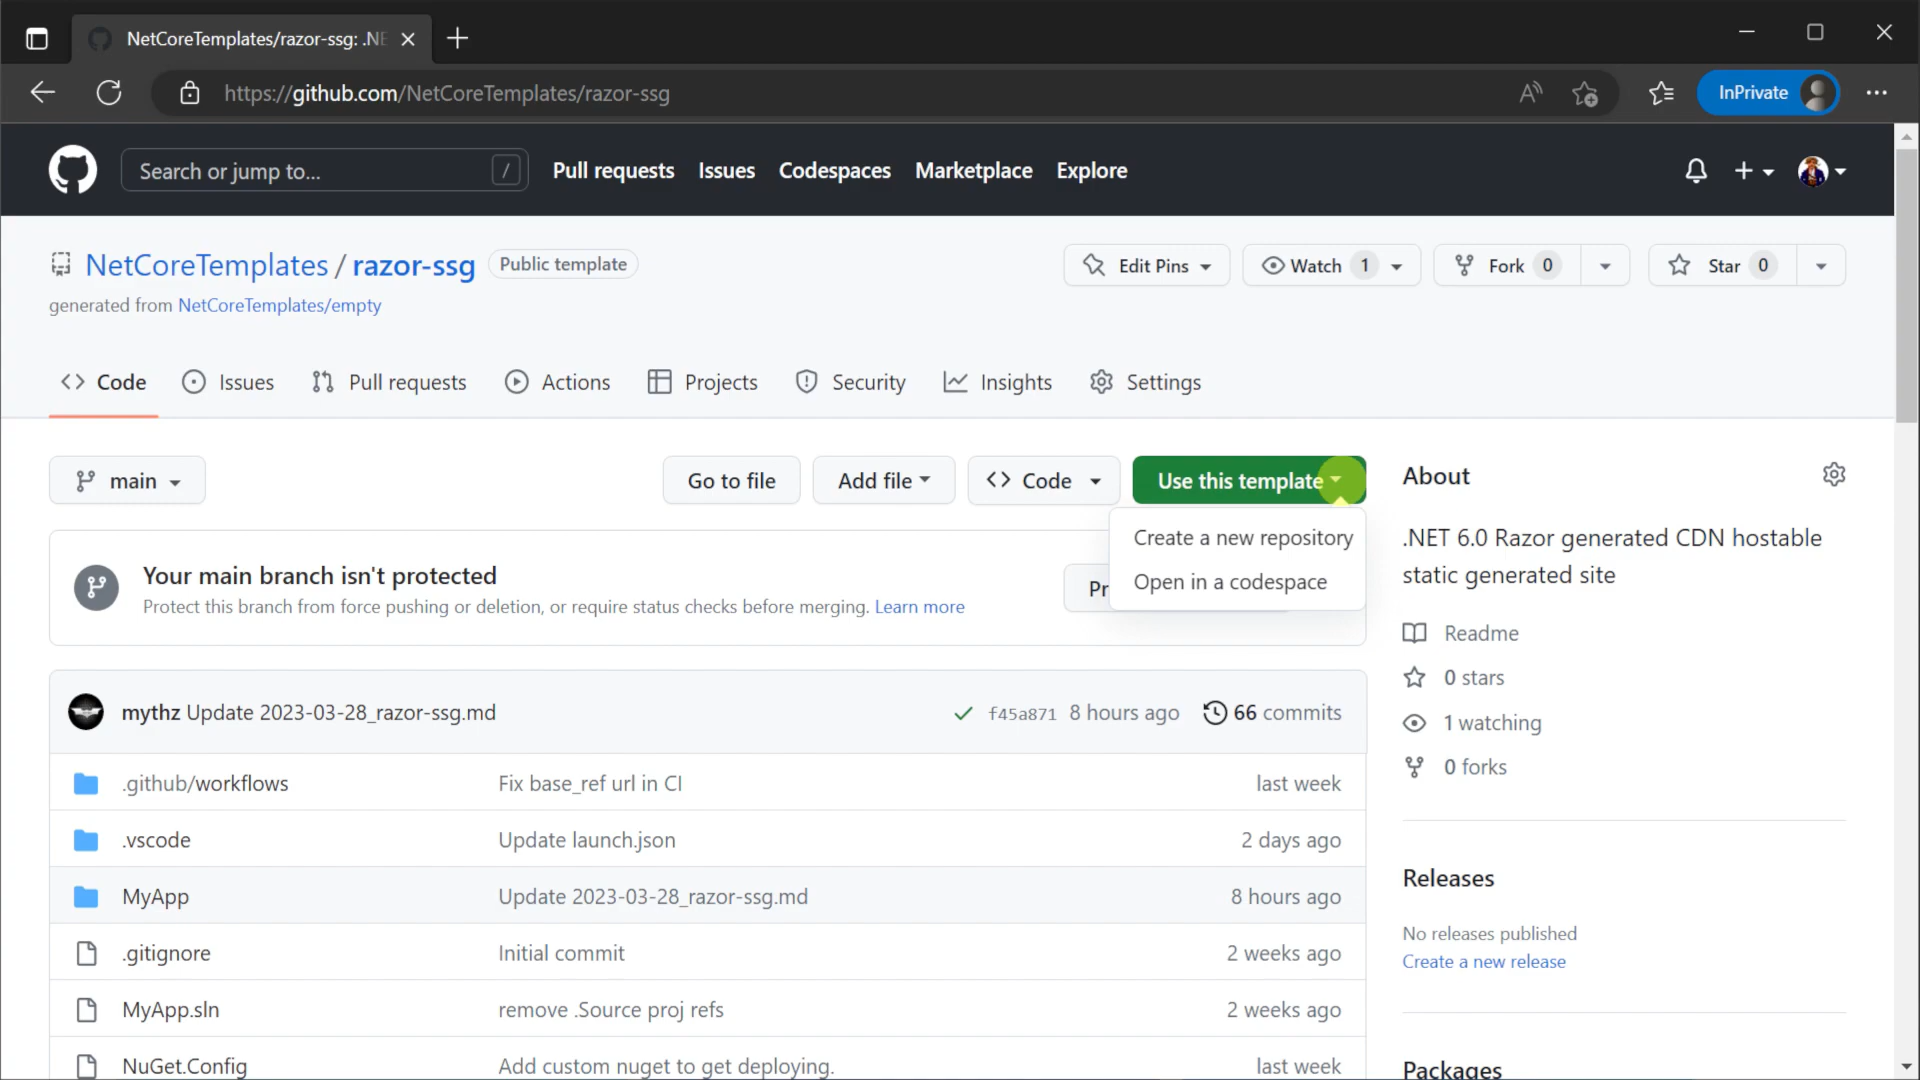 NetCoreTemplates/razor-ssg: .NE
https://github.com/NetCoreTemplates/razor-ssg
InPrivate
Search or jump to...
/
Pull requests
Issues
Codespaces
Marketplace
Explore
NetCoreTemplates / razor-ssg
Public template
Edit Pins
Watch 1
Fork 0
Star 0
generated from NetCoreTemplates/empty
Code
Issues
Pull requests
Actions
Projects
Security
Insights
Settings
main
Go to file
Add file
Code
Use this template
Create a new repository
Open in a codespace
Your main branch isn't protected
Protect this branch from force pushing or deletion, or require status checks before merging. Learn more
Pr
mythz Update 2023-03-28_razor-ssg.md
f45a871 8 hours ago
66 commits
.github/workflows Fix base_ref url in CI last week
.vscode Update launch.json 2 days ago
MyApp Update 2023-03-28_razor-ssg.md 8 hours ago
.gitignore Initial commit 2 weeks ago
MyApp.sln remove .Source proj refs 2 weeks ago
NuGet.Config Add custom nuget to get deploying. last week
About
.NET 6.0 Razor generated CDN hostable
static generated site
Readme
0 stars
1 watching
0 forks
Releases
No releases published
Create a new release
Packages